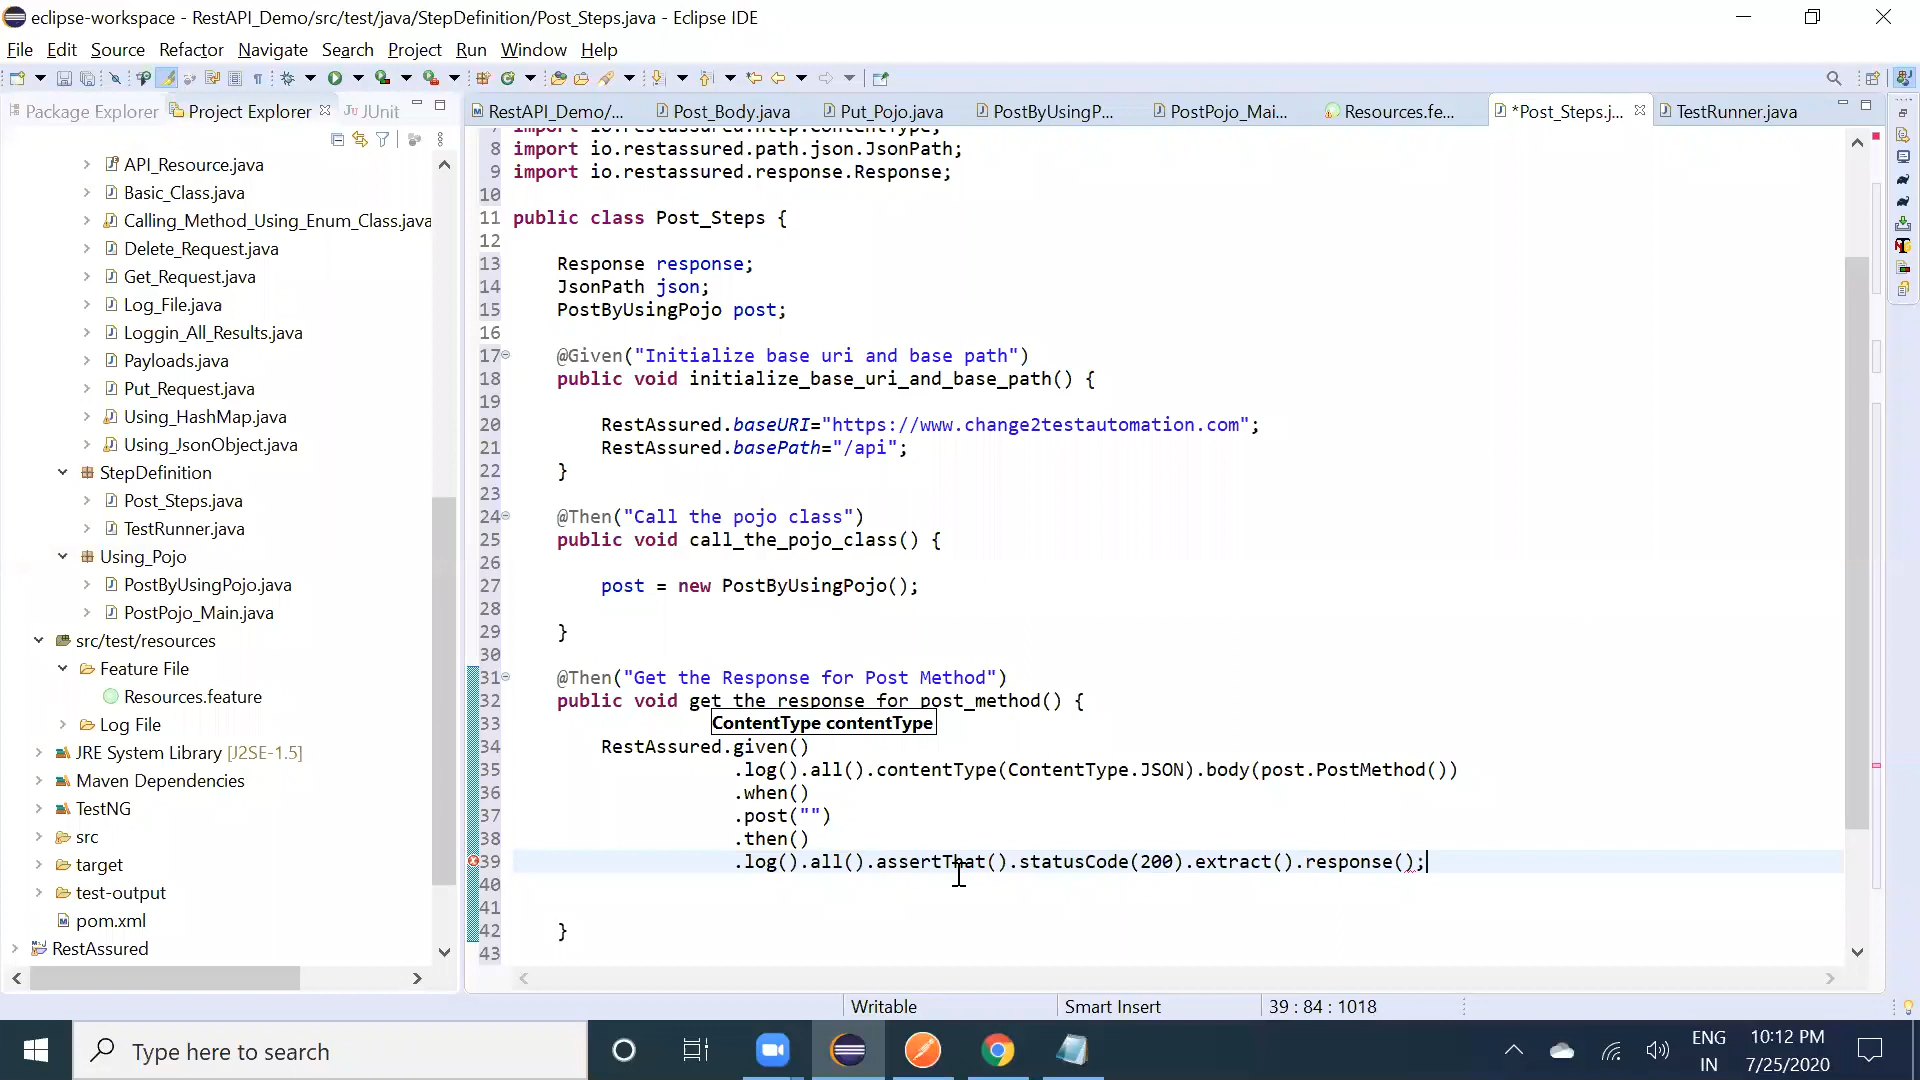 eclipse-workspace - RestAPI_Demo/src/test/java/StepDefinition/Post_Steps.java - Eclipse IDE
File Edit Source Refactor Navigate Search Project Run Window Help
Package Explorer Project Explorer JUnit
RestAPI_Demo/... Post_Body.java Put_Pojo.java PostByUsingP... PostPojo_Mai... Resources.fe... *Post_Steps.j... TestRunner.java
API_Resource.java
Basic_Class.java
Calling_Method_Using_Enum_Class.java
Delete_Request.java
Get_Request.java
Log_File.java
Loggin_All_Results.java
Payloads.java
Put_Request.java
Using_HashMap.java
Using_JsonObject.java
StepDefinition
Post_Steps.java
TestRunner.java
Using_Pojo
PostByUsingPojo.java
PostPojo_Main.java
src/test/resources
Feature File
Resources.feature
Log File
JRE System Library [J2SE-1.5]
Maven Dependencies
TestNG
src
target
test-output
pom.xml
RestAssured
7 import io.restassured.http.ContentType;
8 import io.restassured.path.json.JsonPath;
9 import io.restassured.response.Response;
10
11 public class Post_Steps {
12
13 Response response;
14 JsonPath json;
15 PostByUsingPojo post;
16
17 @Given("Initialize base uri and base path")
18 public void initialize_base_uri_and_base_path() {
19
20 RestAssured.baseURI="https://www.change2testautomation.com";
21 RestAssured.basePath="/api";
22 }
23
24 @Then("Call the pojo class")
25 public void call_the_pojo_class() {
26
27 post = new PostByUsingPojo();
28
29 }
30
31 @Then("Get the Response for Post Method")
32 public void get_the_response_for_post_method() {
33 ContentType contentType
34 RestAssured.given()
35 .log().all().contentType(ContentType.JSON).body(post.PostMethod())
36 .when()
37 .post("")
38 .then()
39 .log().all().assertThat().statusCode(200).extract().response();
40
41
42 }
43
Writable Smart Insert 39 : 84 : 1018
Type here to search
ENG
IN
10:12 PM
7/25/2020